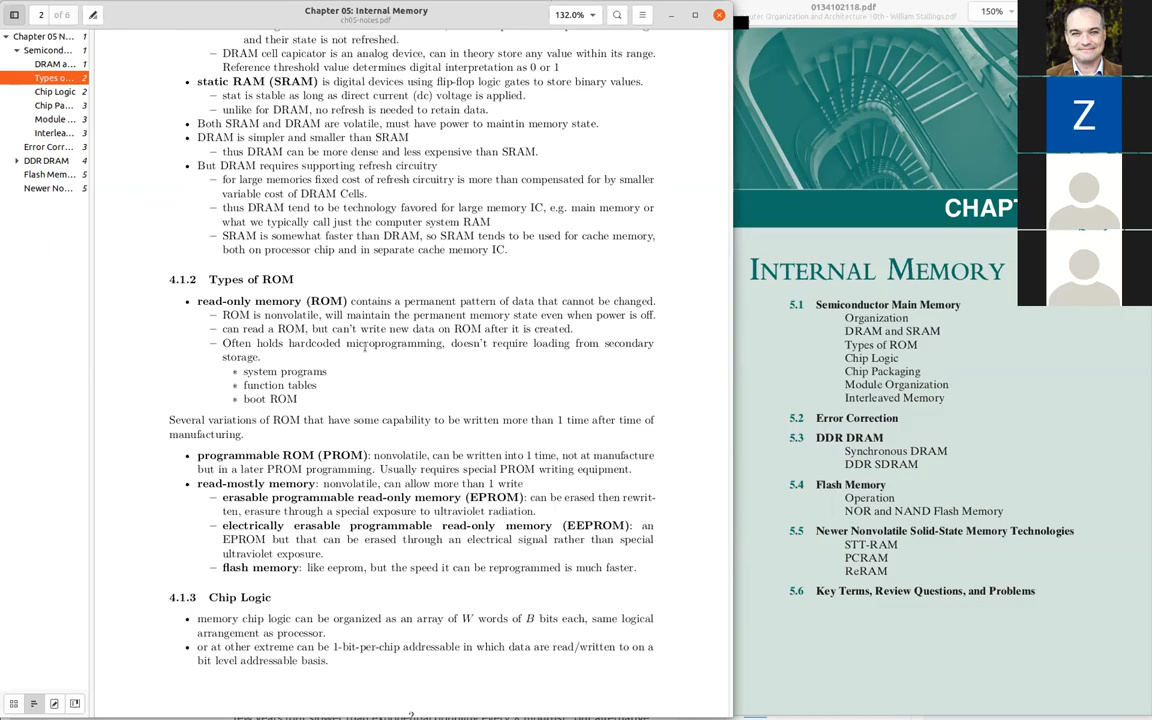 2 of 6
Chapter 05: Internal Memory
ch05-notes.pdf
132.0%
0134102118.pdf
Organization and Architecture 10th - William Stallings.pdf
150%
Chapter 05 N... 1
Semicond... 1
DRAM a... 1
Types o... 2
Chip Logic 2
Chip Pa... 3
Module ... 3
Interlea... 3
Error Corr... 3
DDR DRAM 4
Flash Mem... 5
Newer No... 5
and their state is not refreshed.
– DRAM cell capicator is an analog device, can in theory store any value within its range.
Reference threshold value determines digital interpretation as 0 or 1
• static RAM (SRAM) is digital devices using flip-flop logic gates to store binary values.
– stat is stable as long as direct current (dc) voltage is applied.
– unlike for DRAM, no refresh is needed to retain data.
• Both SRAM and DRAM are volatile, must have power to maintin memory state.
• DRAM is simpler and smaller than SRAM
– thus DRAM can be more dense and less expensive than SRAM.
• But DRAM requires supporting refresh circuitry
– for large memories fixed cost of refresh circuitry is more than compensated for by smaller
variable cost of DRAM Cells.
– thus DRAM tend to be technology favored for large memory IC, e.g. main memory or
what we typically call just the computer system RAM
– SRAM is somewhat faster than DRAM, so SRAM tends to be used for cache memory,
both on processor chip and in separate cache memory IC.
4.1.2 Types of ROM
• read-only memory (ROM) contains a permanent pattern of data that cannot be changed.
– ROM is nonvolatile, will maintain the permanent memory state even when power is off.
– can read a ROM, but can't write new data on ROM after it is created.
– Often holds hardcoded microprogramming, doesn't require loading from secondary
storage.
∗ system programs
∗ function tables
∗ boot ROM
Several variations of ROM that have some capability to be written more than 1 time after time of
manufacturing.
• programmable ROM (PROM): nonvolatile, can be written into 1 time, not at manufacture
but in a later PROM programming. Usually requires special PROM writing equipment.
• read-mostly memory: nonvolatile, can allow more than 1 write
– erasable programmable read-only memory (EPROM): can be erased then rewrit-
ten, erasure through a special exposure to ultraviolet radiation.
– electrically erasable programmable read-only memory (EEPROM): an
EPROM but that can be erased through an electrical signal rather than special
ultraviolet exposure.
– flash memory: like eeprom, but the speed it can be reprogrammed is much faster.
4.1.3 Chip Logic
• memory chip logic can be organized as an array of W words of B bits each, same logical
arrangement as processor.
• or at other extreme can be 1-bit-per-chip addressable in which data are read/written to on a
bit level addressable basis.
2
CHAPT
INTERNAL MEMORY
5.1 Semiconductor Main Memory
Organization
DRAM and SRAM
Types of ROM
Chip Logic
Chip Packaging
Module Organization
Interleaved Memory
5.2 Error Correction
5.3 DDR DRAM
Synchronous DRAM
DDR SDRAM
5.4 Flash Memory
Operation
NOR and NAND Flash Memory
5.5 Newer Nonvolatile Solid-State Memory Technologies
STT-RAM
PCRAM
ReRAM
5.6 Key Terms, Review Questions, and Problems
Z